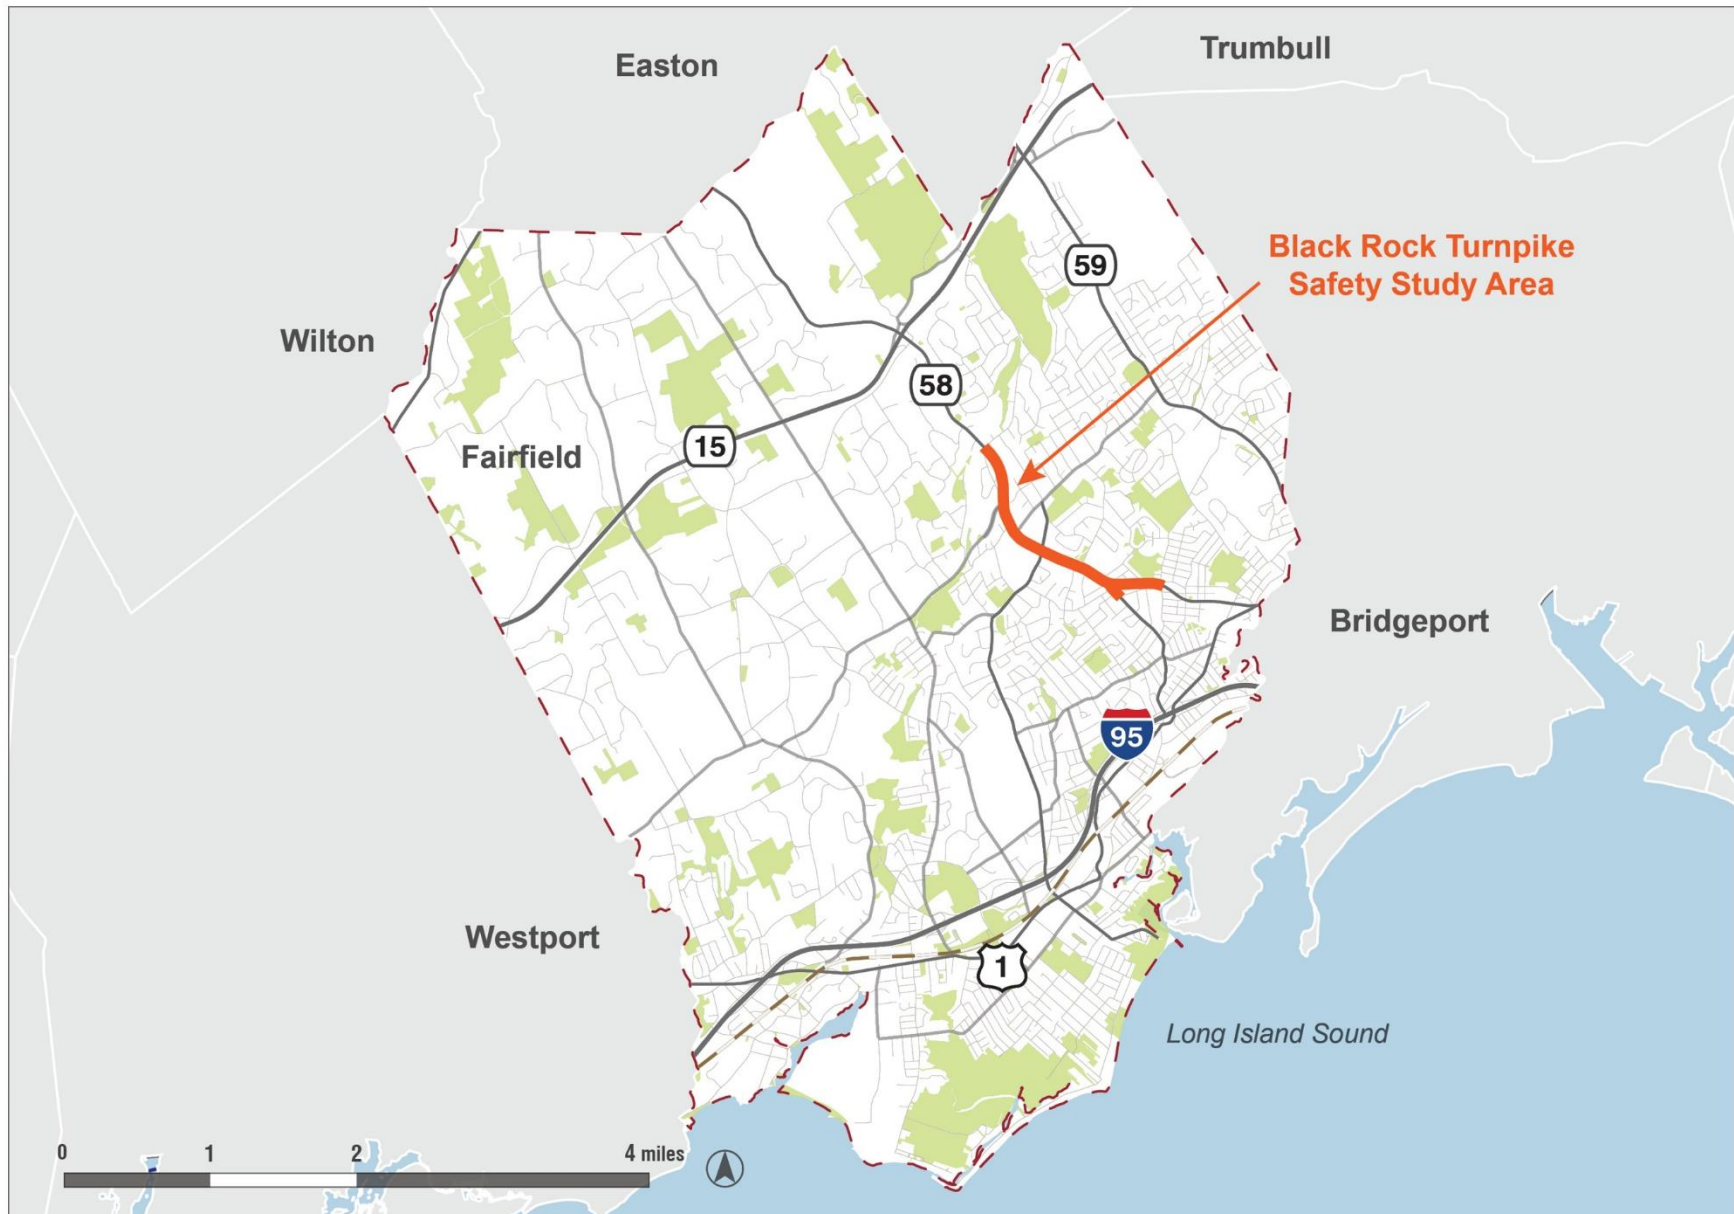 Easton
Trumbull
Black Rock Turnpike
Safety Study Area
59
Wilton
58
15
Fairfield
Bridgeport
95
Westport
1
Long Island Sound
0 1 2 4 miles